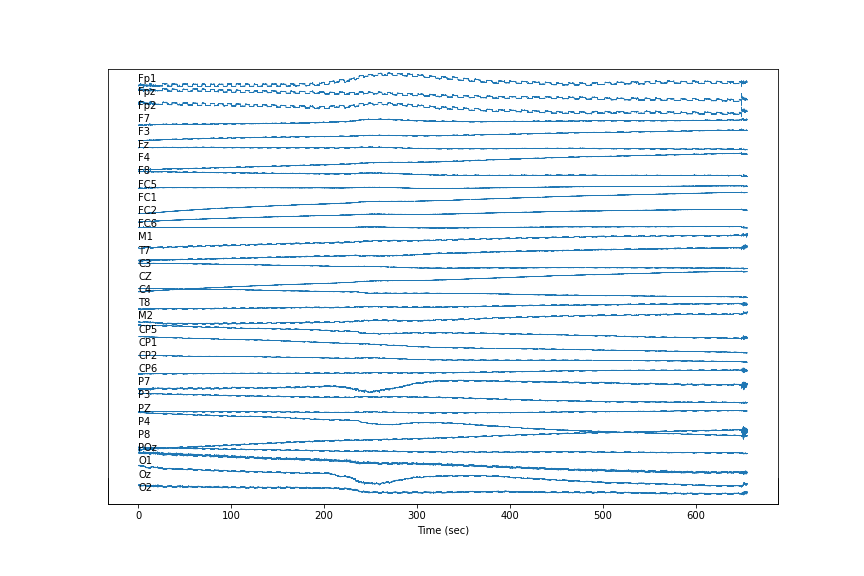 Fp1
Fpz
Fp2
F7
F3
Fz
F4
F8
FC5
FC1
FC2
FC6
M1
T7
C3
CZ
C4
T8
M2
CP5
CP1
CP2
CP6
P7
P3
PZ
P4
P8
POz
O1
Oz
O2
0 100 200 300 400 500 600
Time (sec)